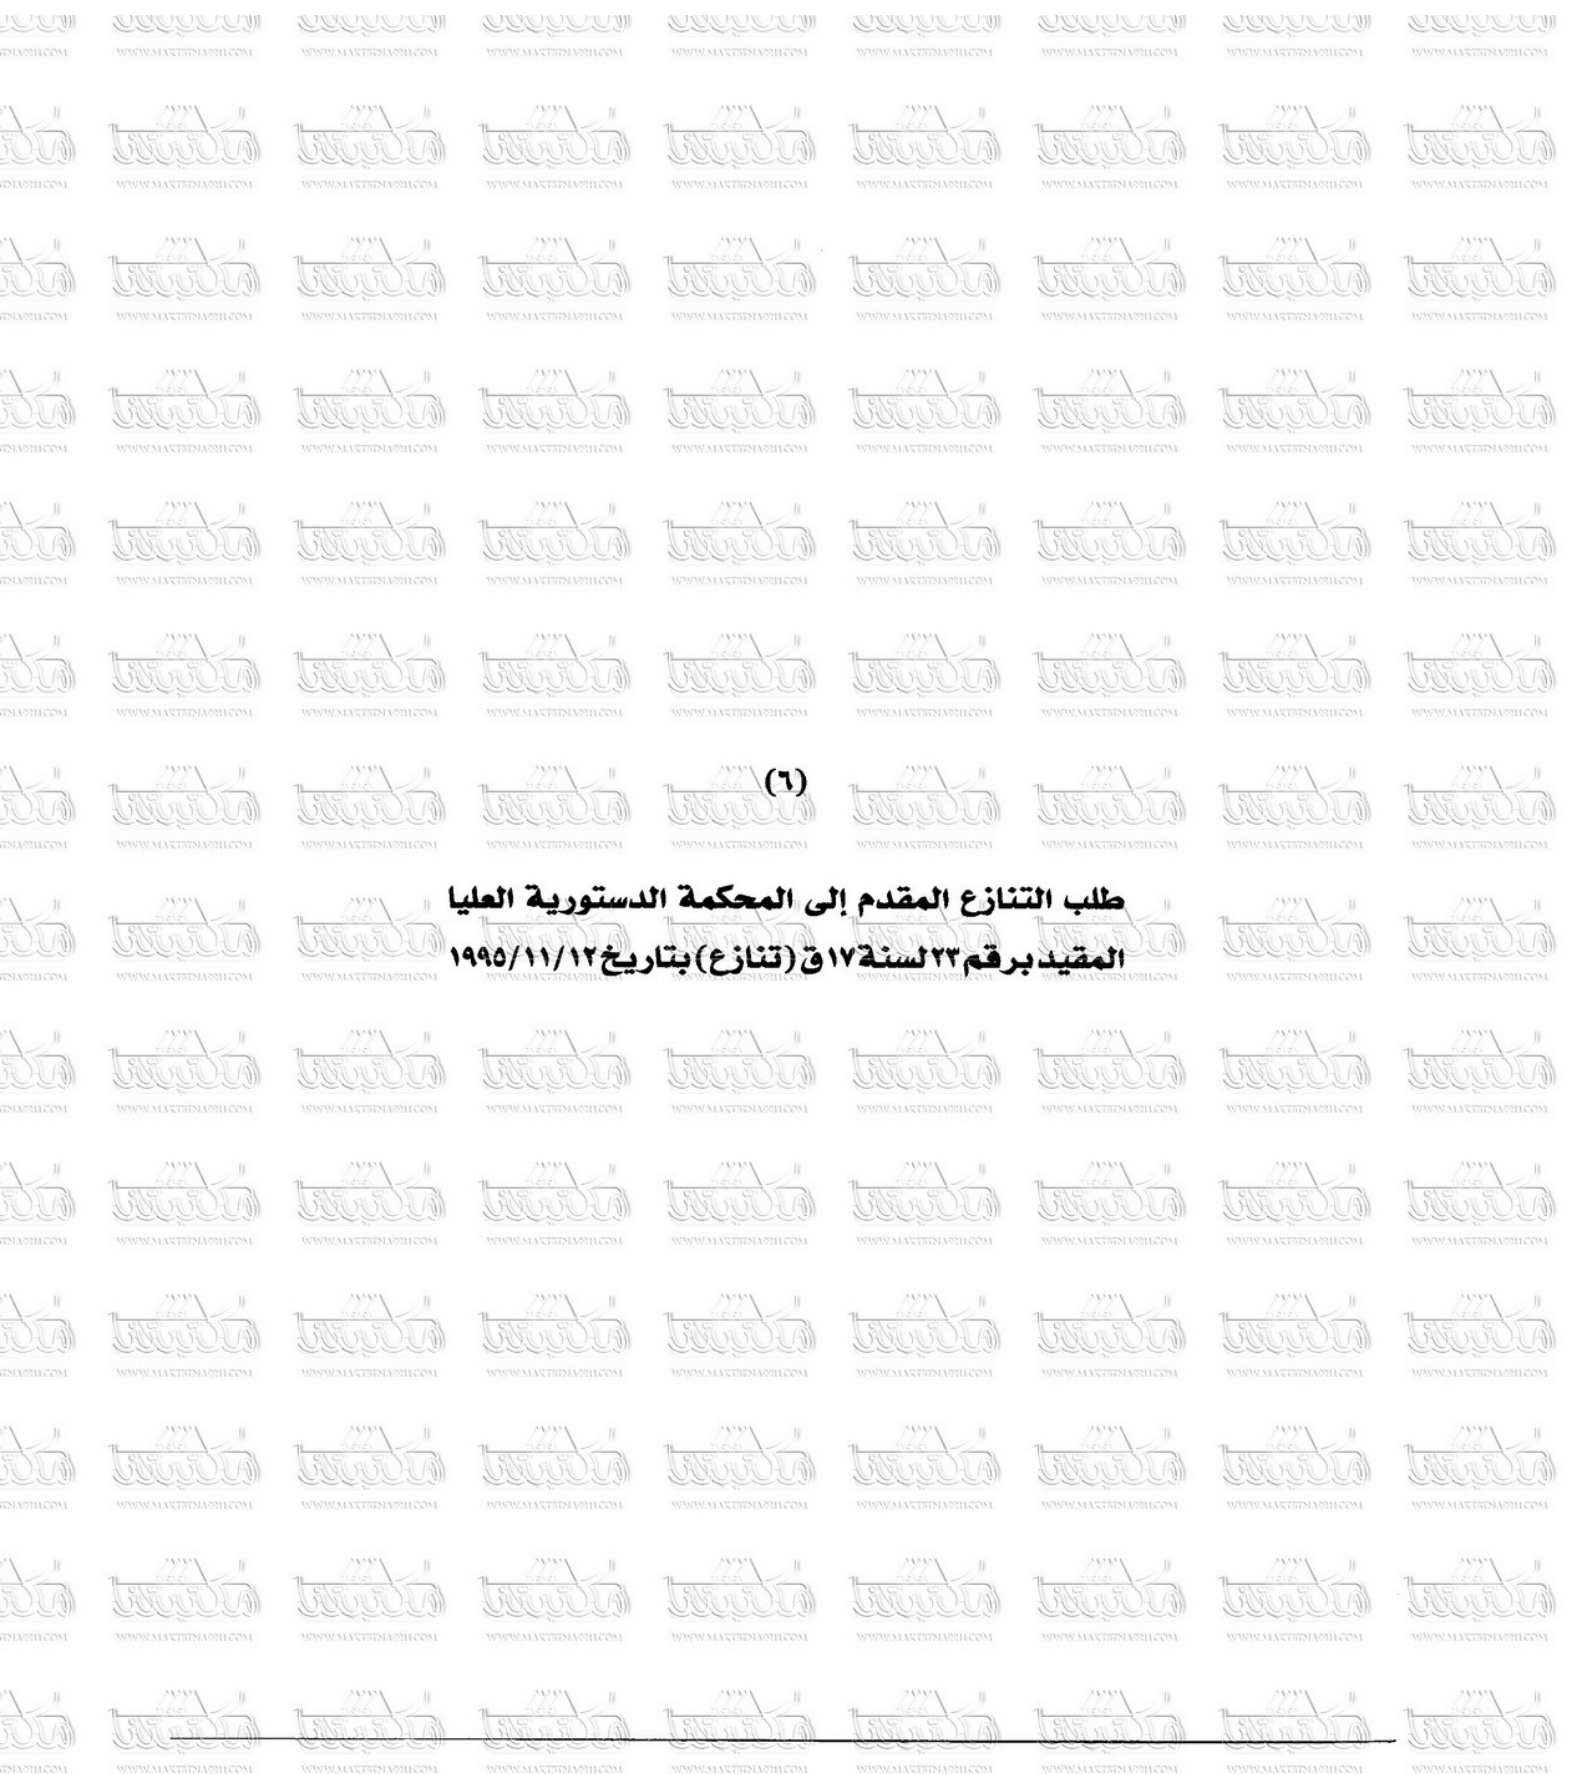 (٦)
طلب التنازع المقدم إلى المحكمة الدستورية العليا
المقيد برقم ٢٣ لسنة ١٧ ق (تنازع) بتاريخ ١٩٩٥/١١/١٢